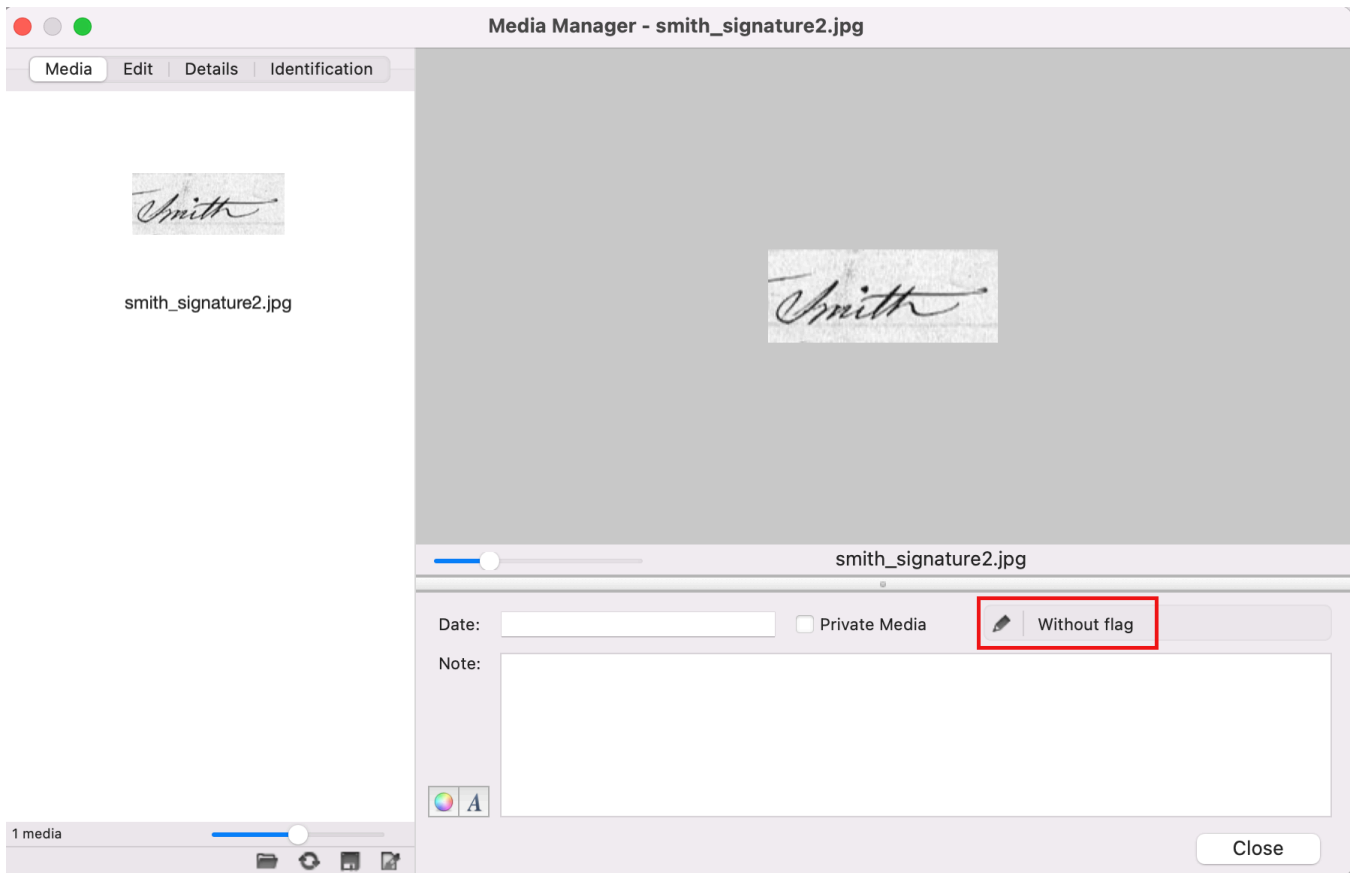 Media Manager - smith_signature2.jpg
Media Edit Details Identification
Smith
smith_signature2.jpg
Smith
smith_signature2.jpg
Date: Private Media Without flag
Note:
A
1 media
Close